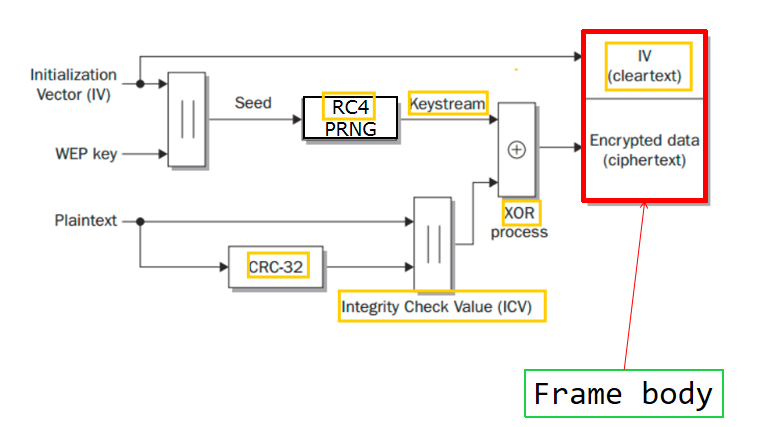 IV
(cleartext)
Initialization
Vector (IV)
Seed
RC4
PRNG
Keystream
WEP key
Encrypted data
(ciphertext)
Plaintext
XOR
process
CRC-32
Integrity Check Value (ICV)
Frame body